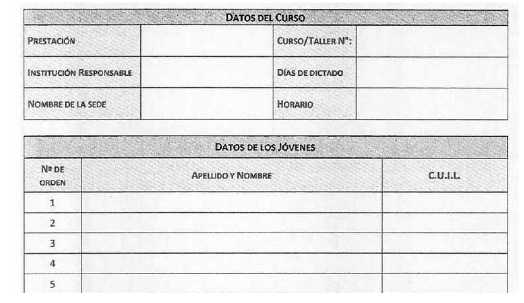 DATOS DEL CURSO
PRESTACIÓN CURSO/TALLER Nº:
INSTITUCIÓN RESPONSABLE DÍAS DE DICTADO
NOMBRE DE LA SEDE HORARIO
DATOS DE LOS JÓVENES
Nº DE ORDEN APELLIDO Y NOMBRE C.U.I.L.
1
2
3
4
5